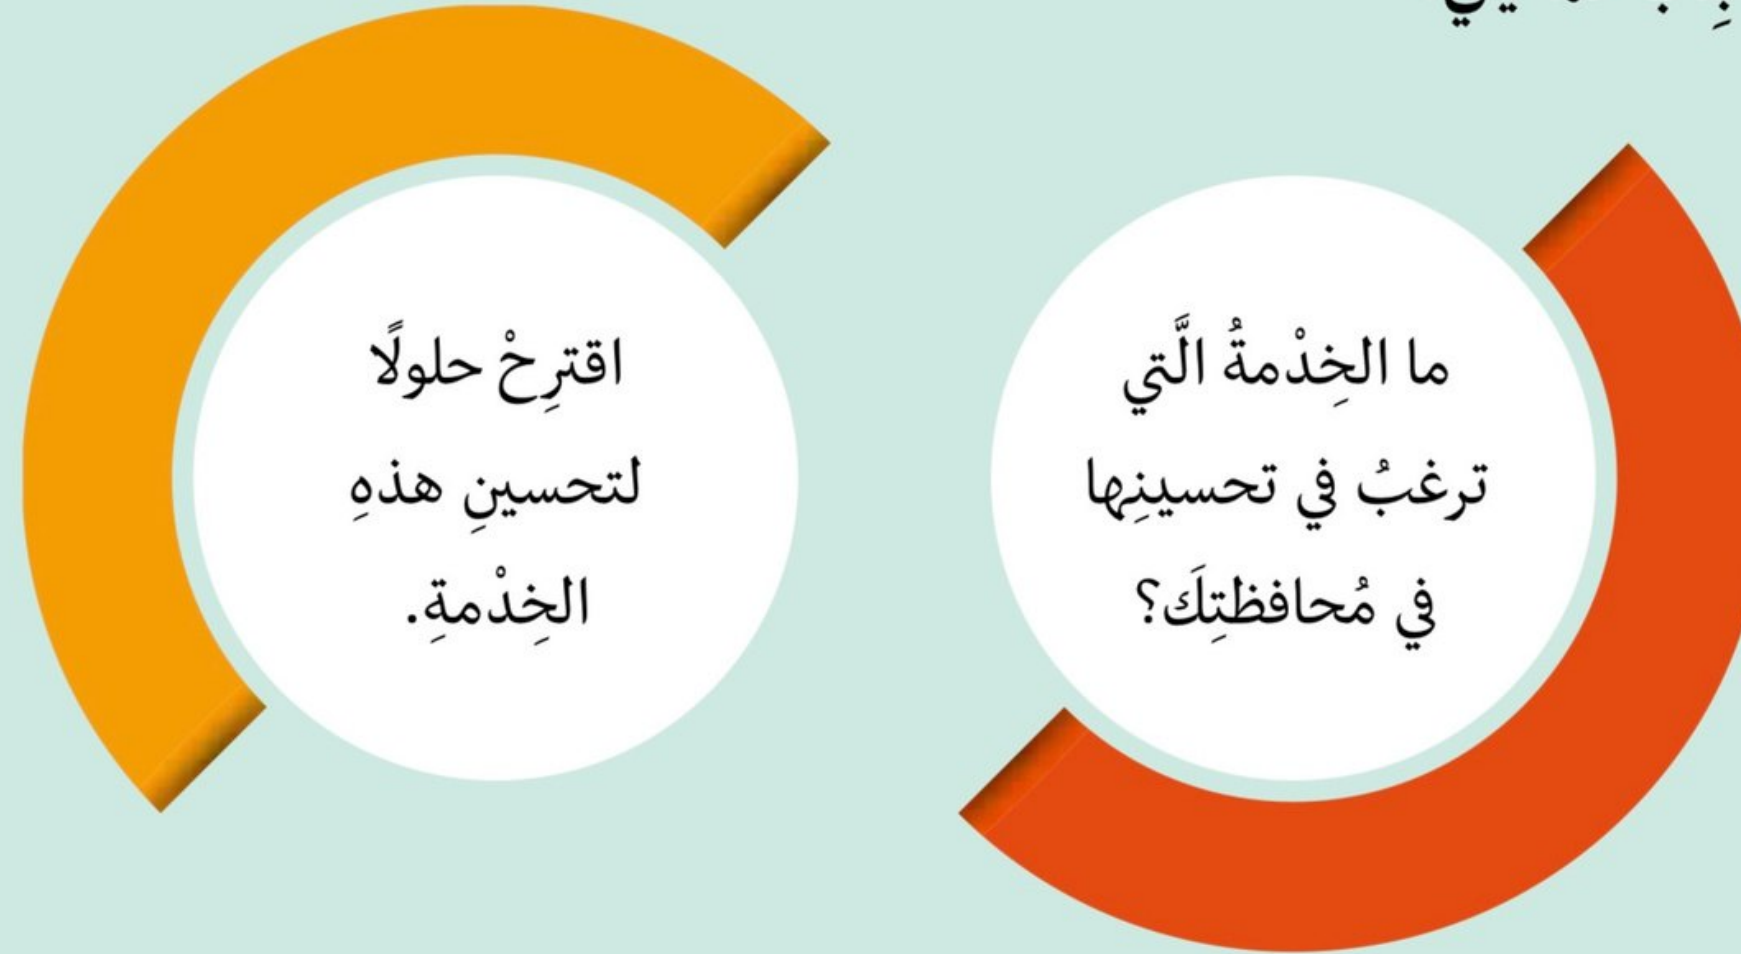 ما الخِدْمةُ الَّتي
ترغبُ في تحسينِها
في مُحافظتِكَ؟
اقترِحْ حلولًا
لتحسينِ هذهِ
الخِدْمةِ.